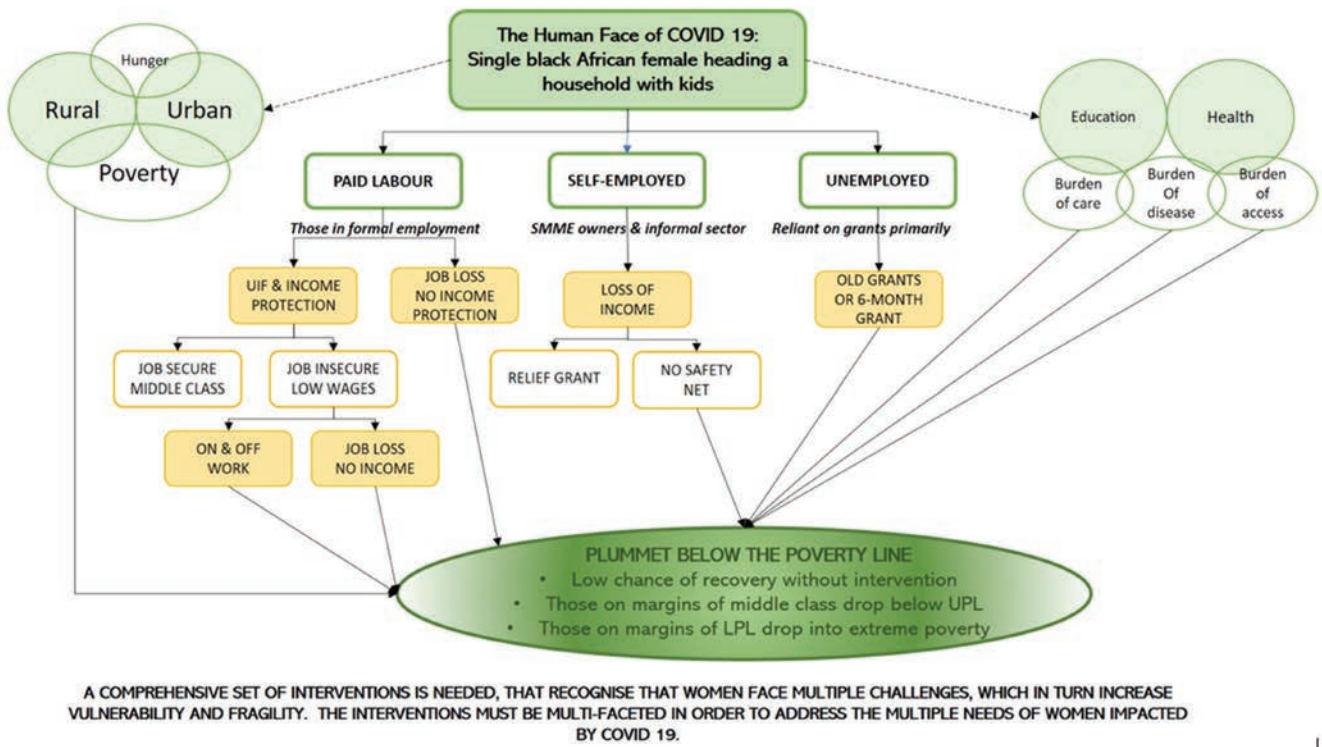 The Human Face of COVID 19:
Single black African female heading a
household with kids
Hunger
Rural
Urban
Poverty
Education
Health
Burden
of care
Burden
Of
disease
Burden
of
access
PAID LABOUR
SELF-EMPLOYED
UNEMPLOYED
Those in formal employment
SMME owners & informal sector
Reliant on grants primarily
UIF & INCOME
PROTECTION
JOB LOSS
NO INCOME
PROTECTION
LOSS OF
INCOME
OLD GRANTS
OR 6-MONTH
GRANT
JOB SECURE
MIDDLE CLASS
JOB INSECURE
LOW WAGES
RELIEF GRANT
NO SAFETY
NET
ON & OFF
WORK
JOB LOSS
NO INCOME
PLUMMET BELOW THE POVERTY LINE
• Low chance of recovery without intervention
• Those on margins of middle class drop below UPL
• Those on margins of LPL drop into extreme poverty
A COMPREHENSIVE SET OF INTERVENTIONS IS NEEDED, THAT RECOGNISE THAT WOMEN FACE MULTIPLE CHALLENGES, WHICH IN TURN INCREASE
VULNERABILITY AND FRAGILITY. THE INTERVENTIONS MUST BE MULTI-FACETED IN ORDER TO ADDRESS THE MULTIPLE NEEDS OF WOMEN IMPACTED
BY COVID 19.